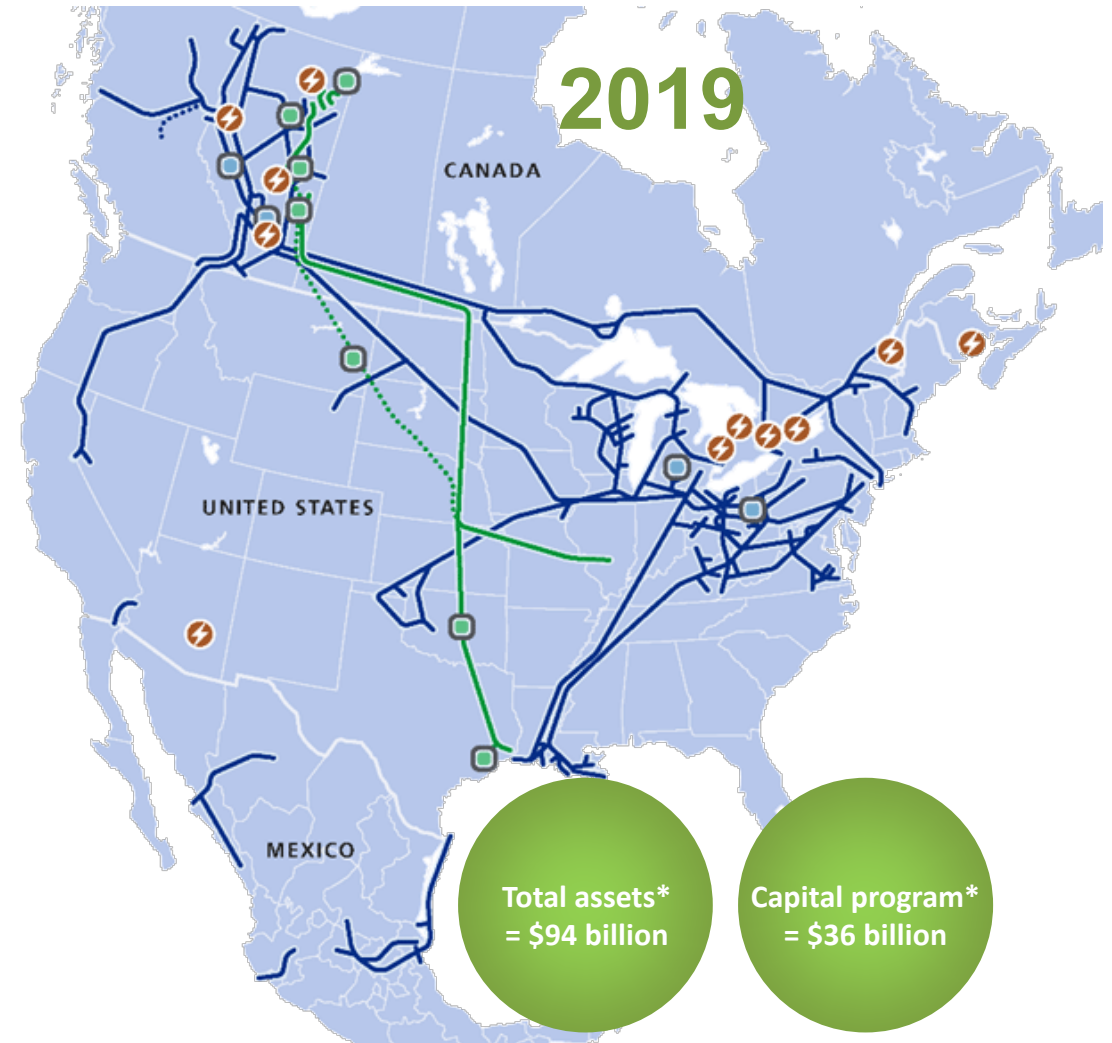 2019
CANADA
UNITED STATES
MEXICO
Total assets*
= $94 billion
Capital program*
= $36 billion